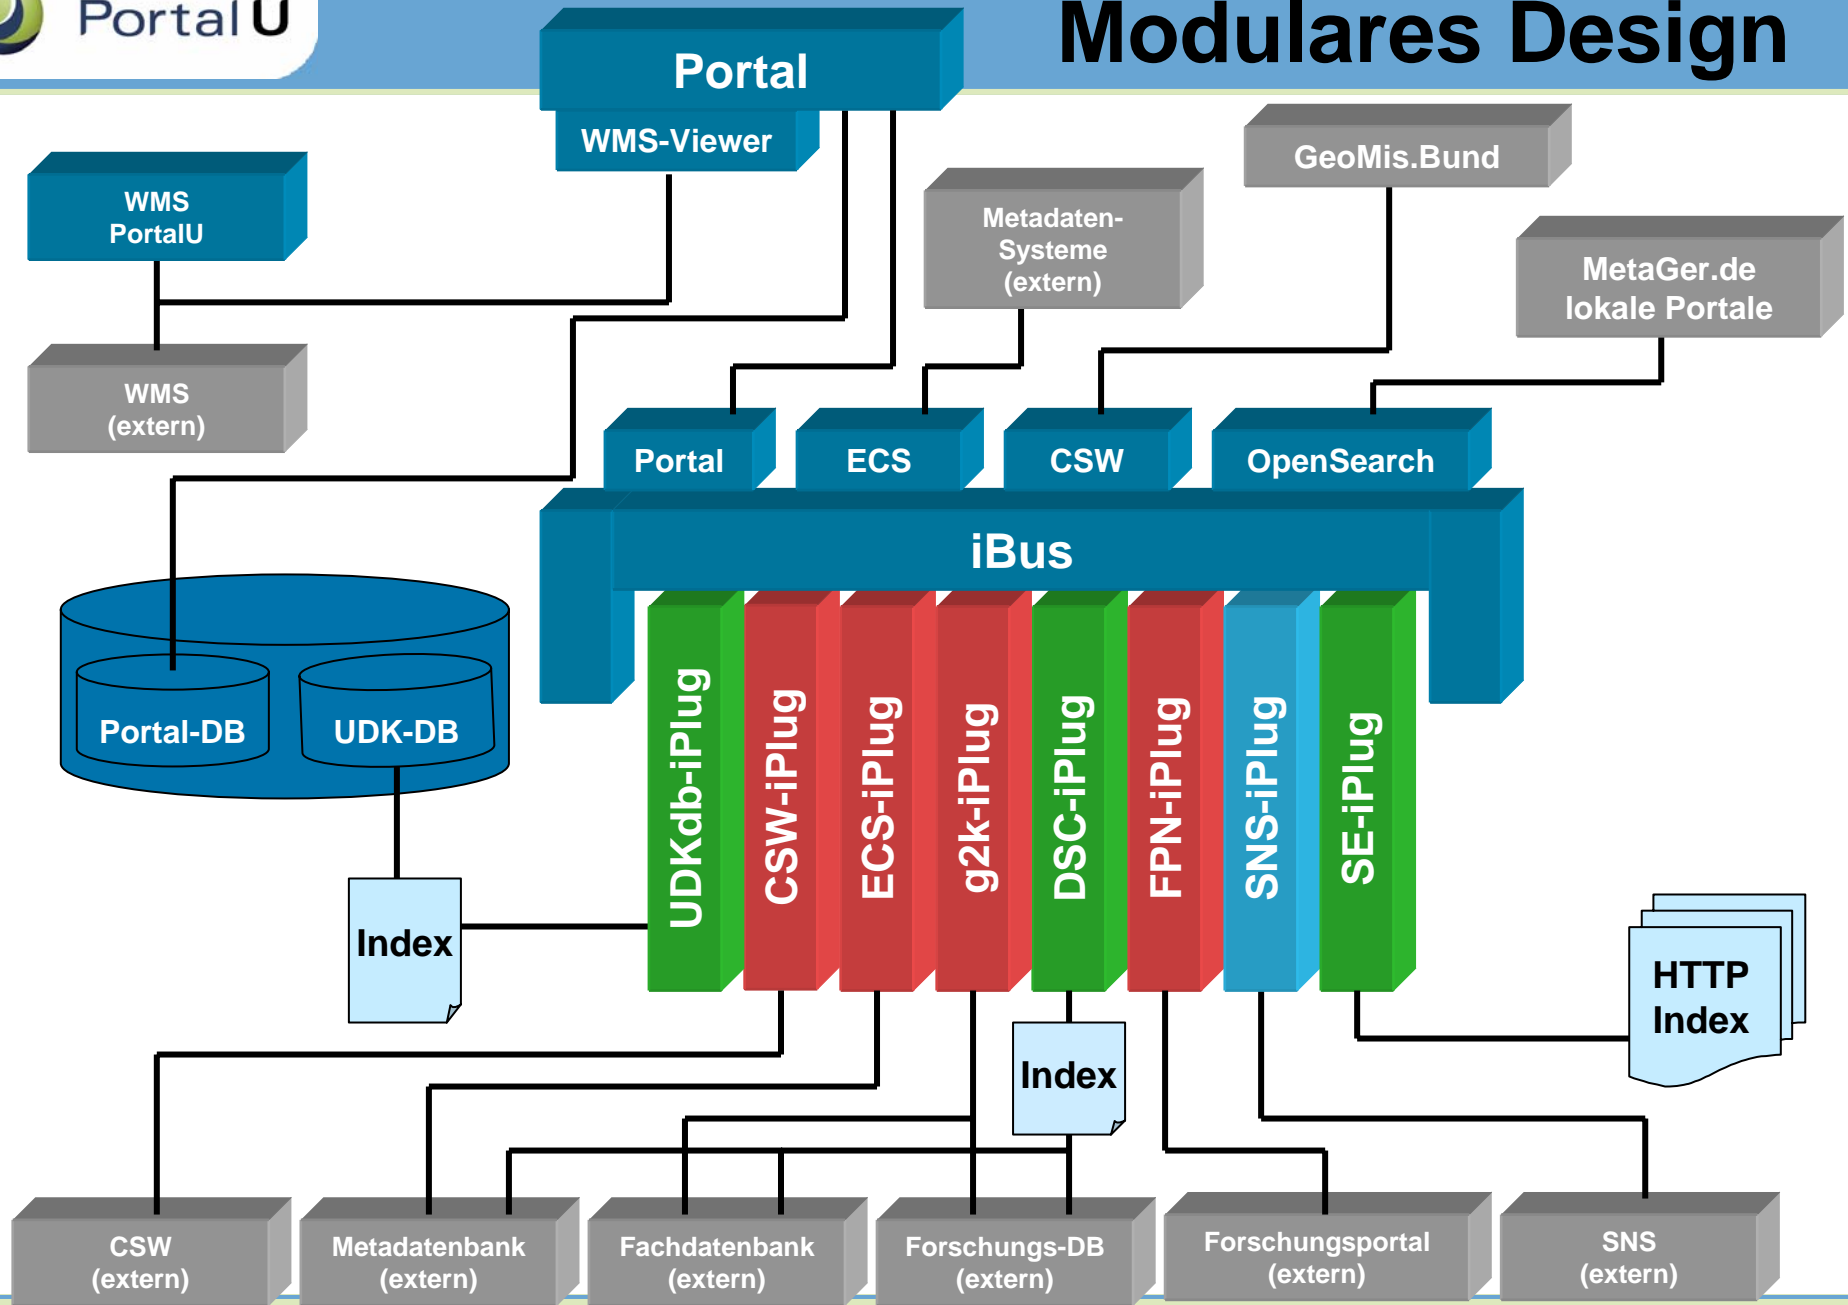 Portal U
Modulares Design
Portal
WMS-Viewer
WMS
PortalU
WMS
(extern)
Metadaten-
Systeme
(extern)
GeoMis.Bund
MetaGer.de
lokale Portale
Portal
ECS
CSW
OpenSearch
iBus
Portal-DB
UDK-DB
UDKdb-iPlug
CSW-iPlug
ECS-iPlug
g2k-iPlug
DSC-iPlug
FPN-iPlug
SNS-iPlug
SE-iPlug
Index
Index
HTTP
Index
CSW
(extern)
Metadatenbank
(extern)
Fachdatenbank
(extern)
Forschungs-DB
(extern)
Forschungsportal
(extern)
SNS
(extern)